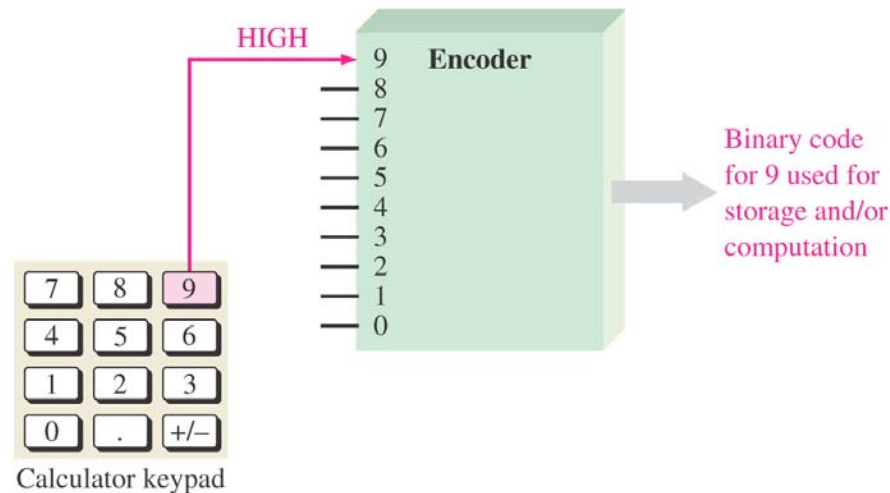 HIGH
9 Encoder
8
7
6
5
4
3
2
1
0
Binary code
for 9 used for
storage and/or
computation
7 8 9
4 5 6
1 2 3
0 . +/–
Calculator keypad